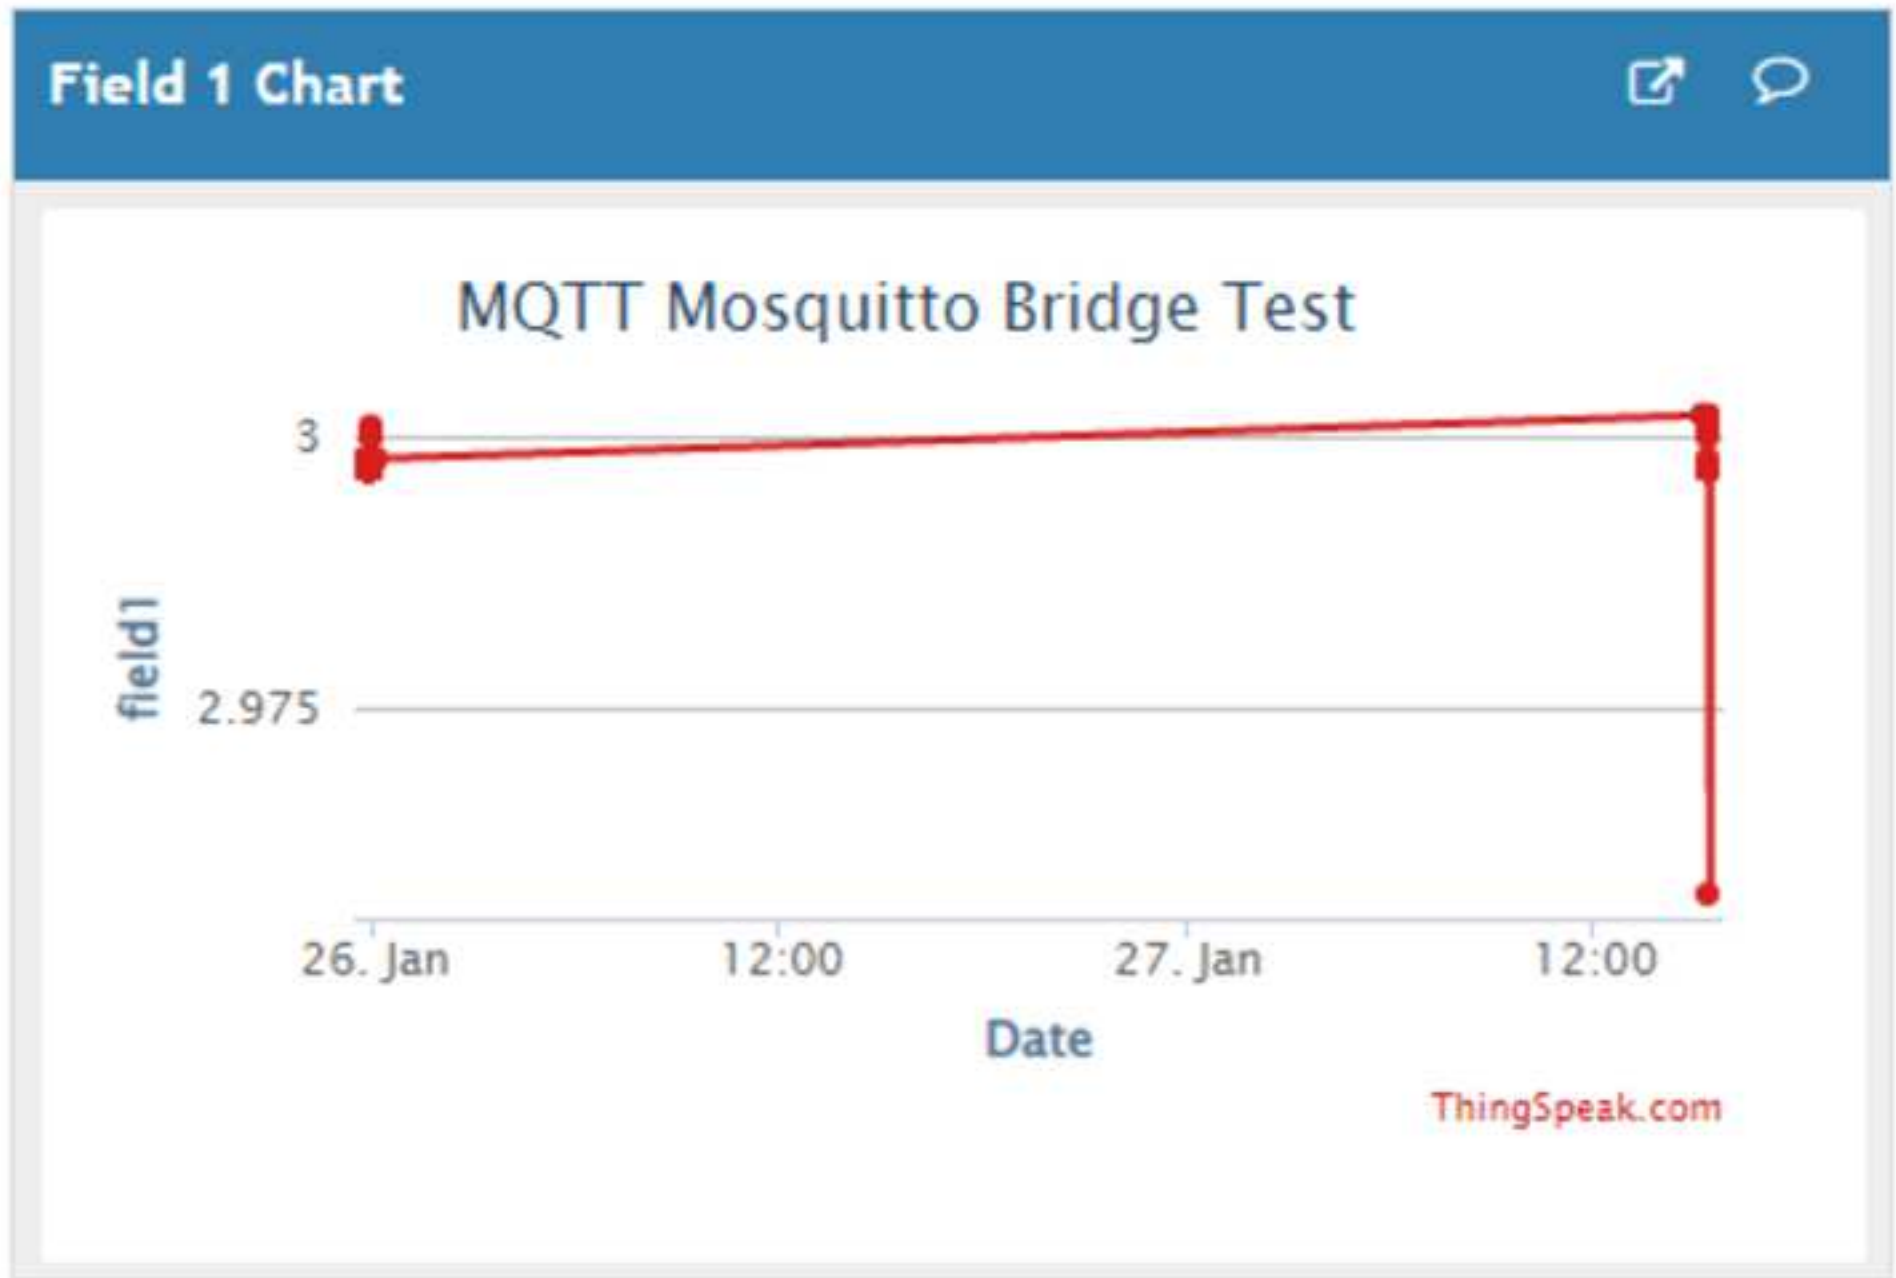 Field 1 Chart
MQTT Mosquitto Bridge Test
3
2.975
field1
26. Jan
12:00
27. Jan
12:00
Date
ThingSpeak.com